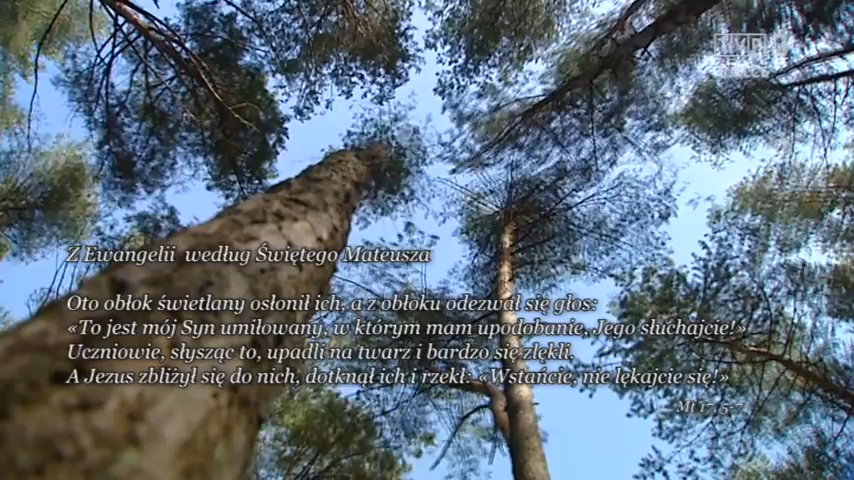 Z Ewangelii według Świętego Mateusza
Oto obłok świetlany osłonił ich, a z obłoku odezwał się głos:
«To jest mój Syn umiłowany, w którym mam upodobanie, Jego słuchajcie!»
Uczniowie, słysząc to, upadli na twarz i bardzo się zlękli.
A Jezus zbliżył się do nich, dotknął ich i rzekł: «Wstańcie, nie lękajcie się!»
Mt 17, 5-7